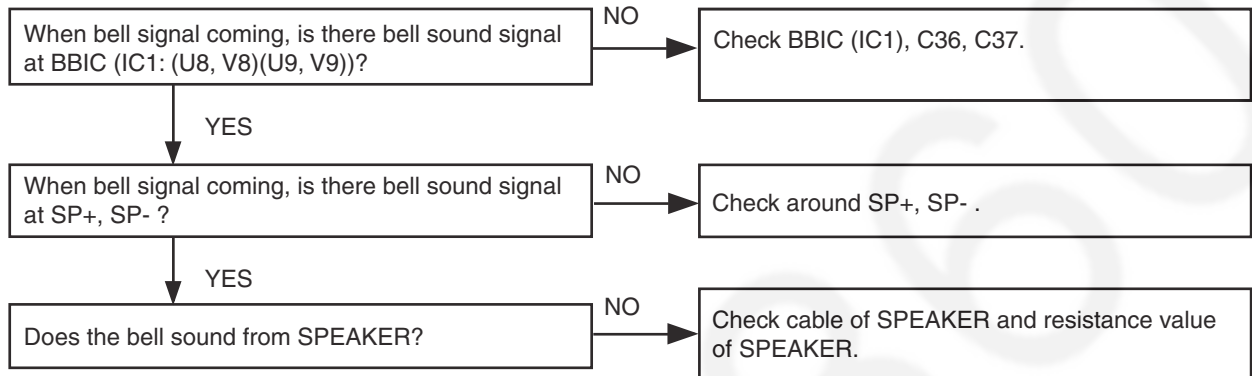 When bell signal coming, is there bell sound signal
at BBIC (IC1: (U8, V8)(U9, V9))?
NO
Check BBIC (IC1), C36, C37.
YES
When bell signal coming, is there bell sound signal
at SP+, SP- ?
NO
Check around SP+, SP- .
YES
Does the bell sound from SPEAKER?
NO
Check cable of SPEAKER and resistance value
of SPEAKER.